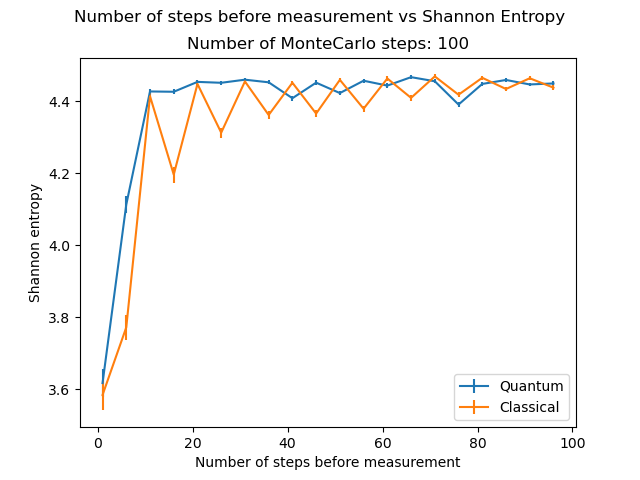 Number of steps before measurement vs Shannon Entropy
Number of MonteCarlo steps: 100
4.4
4.2
4.0
3.8
3.6
Shannon entropy
0
20
40
60
80
100
Number of steps before measurement
Quantum
Classical